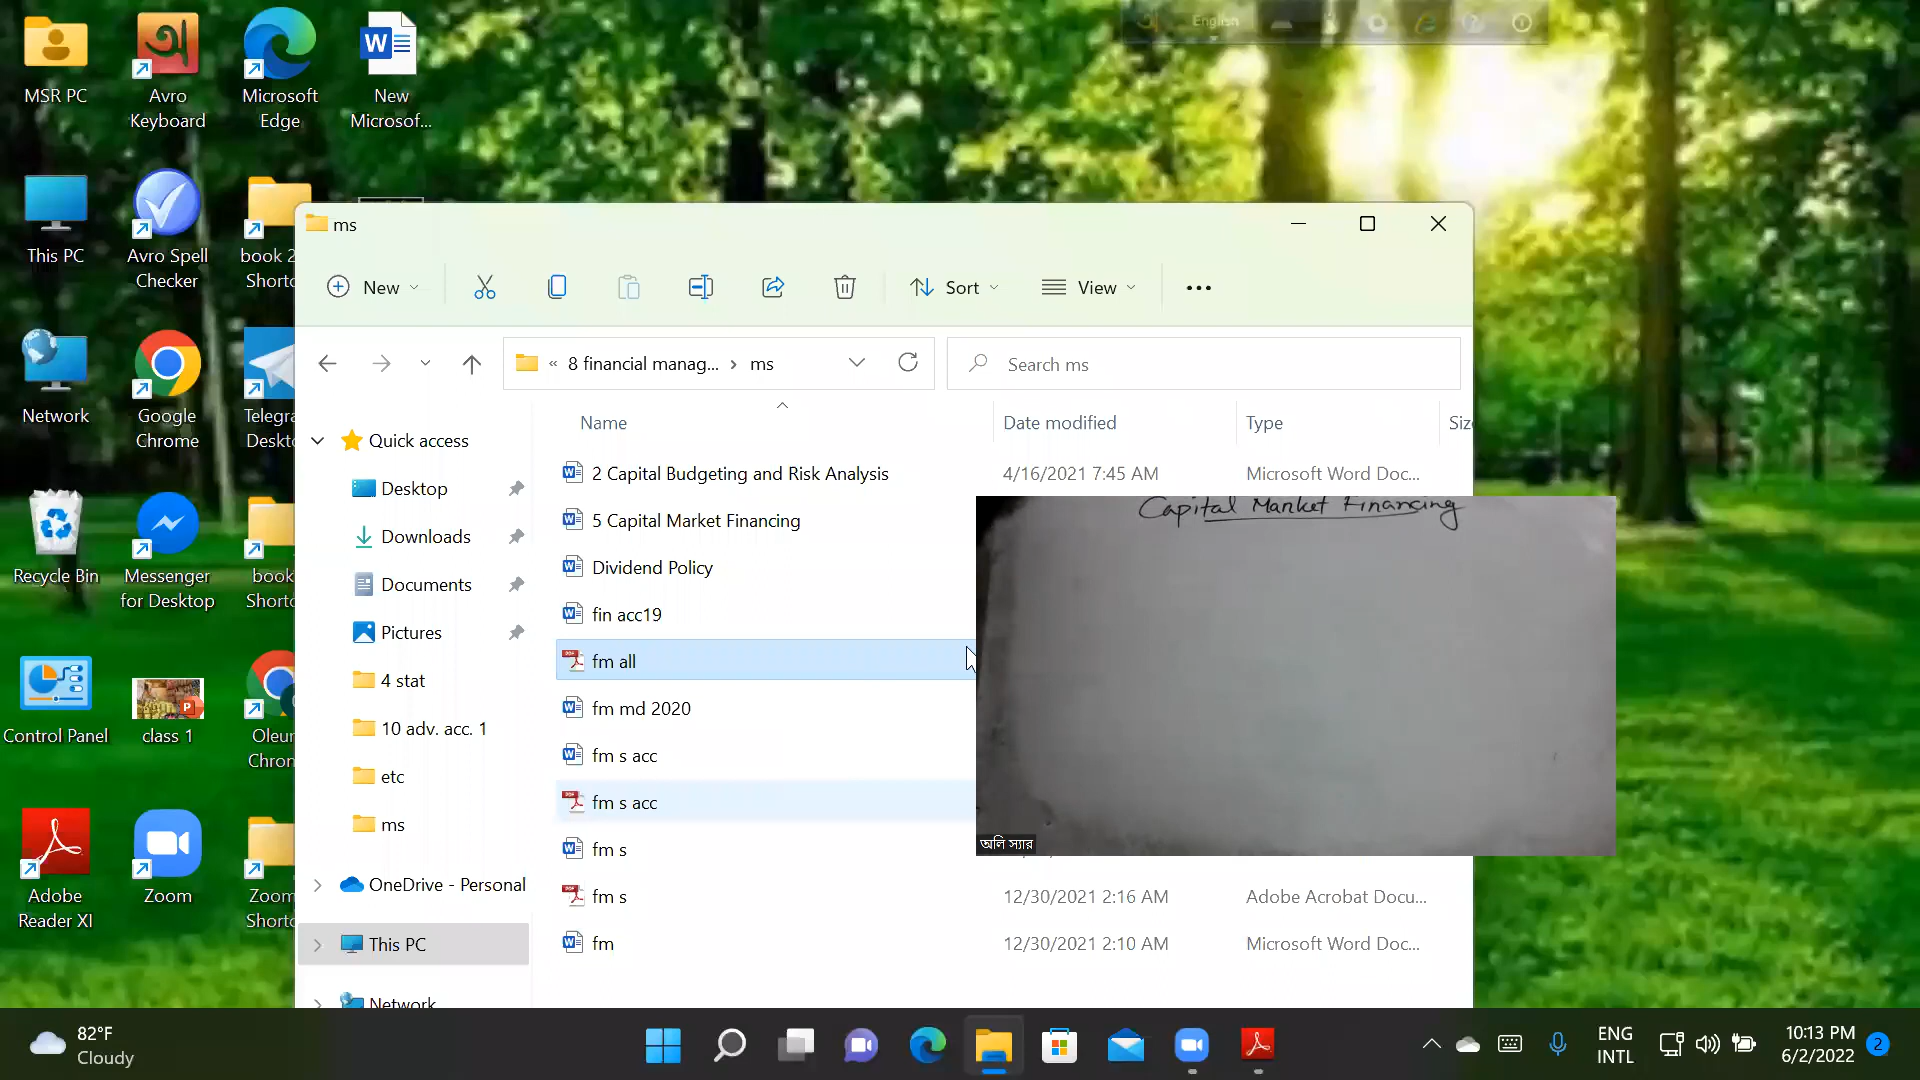 English
MSR PC
Avro
Keyboard
Microsoft
Edge
New
Microsof...
This PC
Avro Spell
Checker
book 2
Shortc
Network
Google
Chrome
Telegra
Deskt
Recycle Bin
Messenger
for Desktop
book
Shortc
Control Panel
class 1
Oleur
Chron
Adobe
Reader XI
Zoom
Zoom
Shortc
ms
New
Sort
View
« 8 financial manag... > ms
Search ms
Name
Date modified
Type
Siz
Quick access
Desktop
Downloads
Documents
Pictures
4 stat
10 adv. acc. 1
etc
ms
OneDrive - Personal
This PC
Network
2 Capital Budgeting and Risk Analysis 4/16/2021 7:45 AM Microsoft Word Doc...
5 Capital Market Financing
Dividend Policy
fin acc19
fm all
fm md 2020
fm s acc
fm s acc
fm s
fm s 12/30/2021 2:16 AM Adobe Acrobat Docu...
fm 12/30/2021 2:10 AM Microsoft Word Doc...
Capital Market Financing
অলি স্যার
82°F
Cloudy
ENG
INTL
10:13 PM
6/2/2022
2